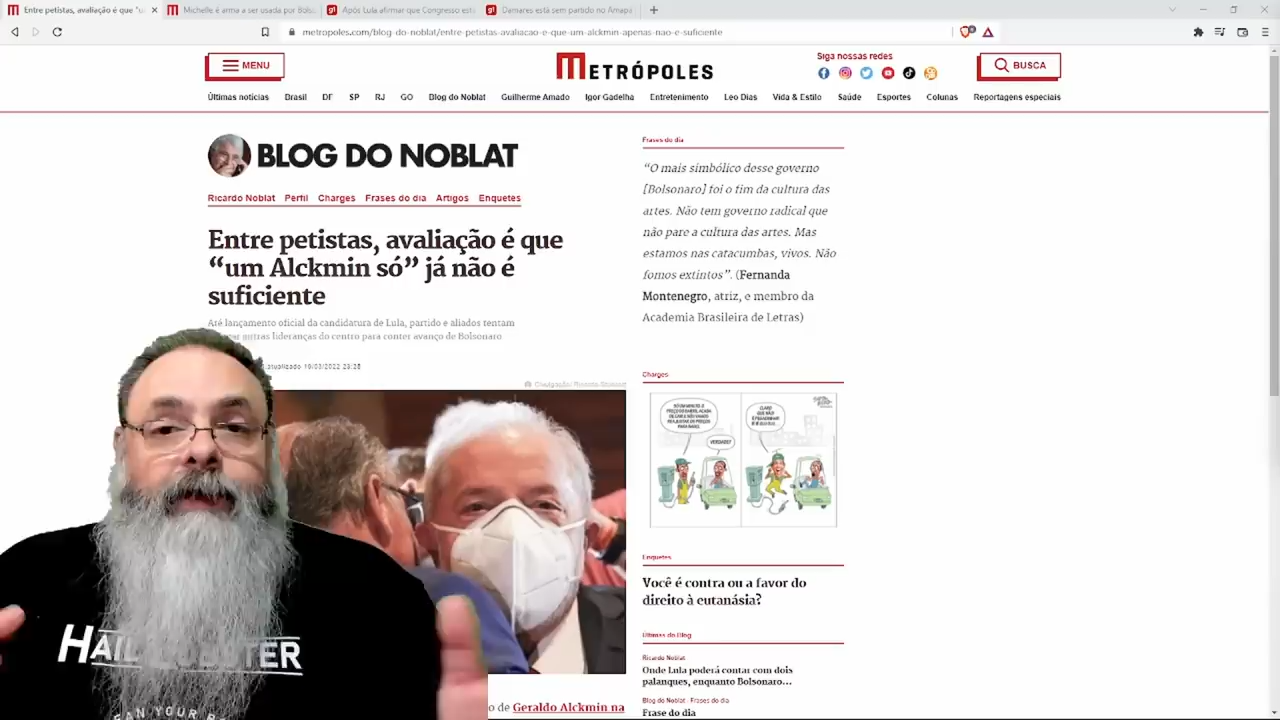 Entre petistas, avaliação é que "u
Michelle é arma a ser usada por Bols
Após Lula afirmar que Congresso est
Damares está sem partido no Amapá
metropoles.com/blog-do-noblat/entre-petistas-avaliacao-e-que-um-alckmin-apenas-nao-e-suficiente
MENU
METRÓPOLES
Siga nossas redes
BUSCA
Últimas notícias Brasil DF SP RJ GO Blog do Noblat Guilherme Amado Igor Gadelha Entretenimento Leo Dias Vida & Estilo Saúde Esportes Colunas Reportagens especiais
BLOG DO NOBLAT
Ricardo Noblat Perfil Charges Frases do dia Artigos Enquetes
Entre petistas, avaliação é que
“um Alckmin só” já não é
suficiente
Até lançamento oficial da candidatura de Lula, partido e aliados tentam
outras lideranças do centro para conter avanço de Bolsonaro
atualizado 19/03/2022 23:28
Frases do dia
“O mais simbólico desse governo
[Bolsonaro] foi o fim da cultura das
artes. Não tem governo radical que
não pare a cultura das artes. Mas
estamos nas catacumbas, vivos. Não
fomos extintos”. (Fernanda
Montenegro, atriz, e membro da
Academia Brasileira de Letras)
Charges
VERDADE?
Enquetes
Você é contra ou a favor do
direito à eutanásia?
Últimas do Blog
Ricardo Noblat
Onde Lula poderá contar com dois
palanques, enquanto Bolsonaro...
Blog do Noblat - Frases do dia
Frase do dia
o de Geraldo Alckmin na